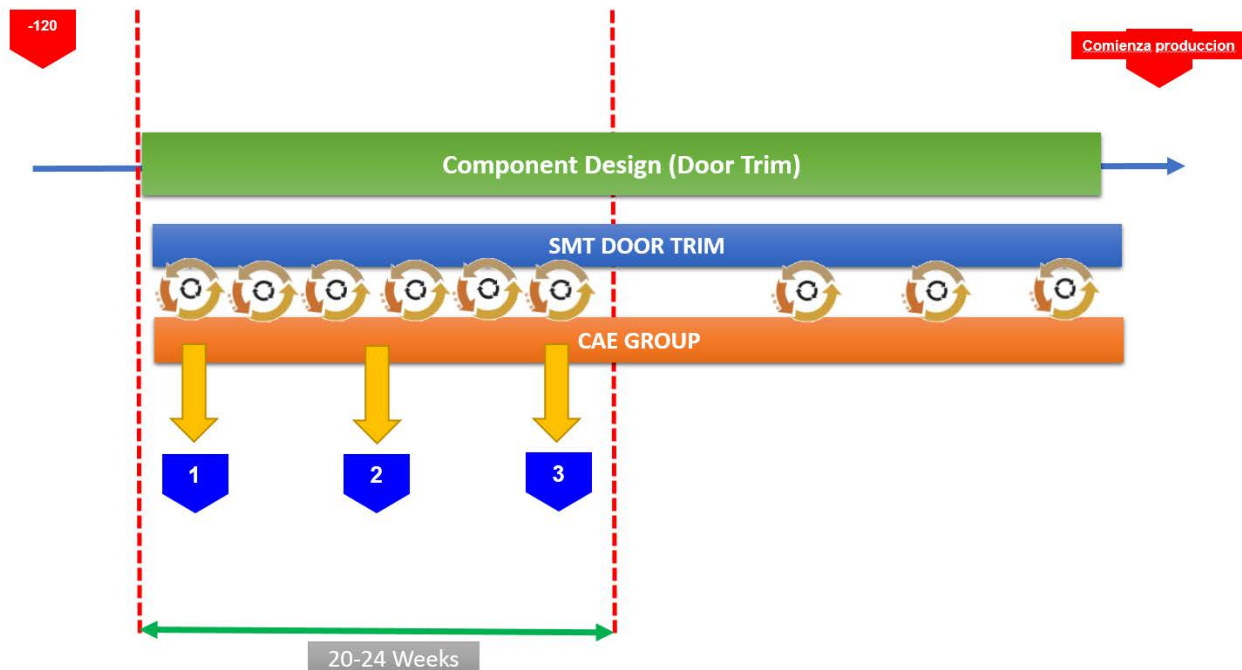 -120
Comienza produccion
Component Design (Door Trim)
SMT DOOR TRIM
CAE GROUP
1
2
3
20-24 Weeks